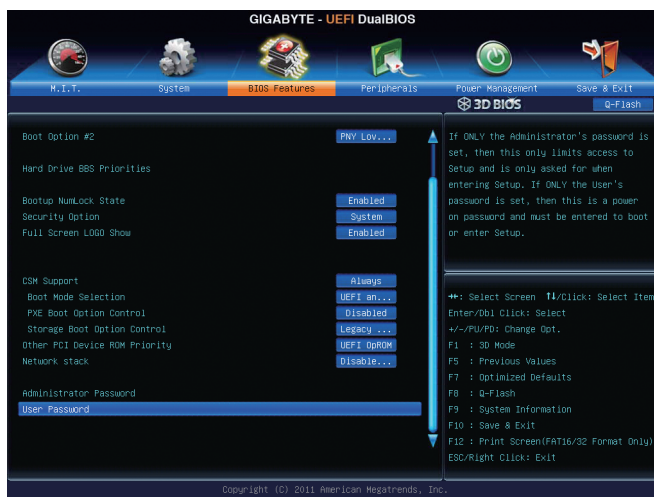 GIGABYTE - UEFI DualBIOS
M.I.T. System BIOS Features Peripherals Power Management Save & Exit
3D BIOS Q-Flash
Boot Option #2 PNY Lov...
Hard Drive BBS Priorities
Bootup NumLock State Enabled
Security Option System
Full Screen LOGO Show Enabled
CSM Support Always
Boot Mode Selection UEFI an...
PXE Boot Option Control Disabled
Storage Boot Option Control Legacy ...
Other PCI Device ROM Priority UEFI OpROM
Network stack Disable...
Administrator Password
User Password
If ONLY the Administrator's password is
set, then this only limits access to
Setup and is only asked for when
entering Setup. If ONLY the User's
password is set, then this is a power
on password and must be entered to boot
or enter Setup.
→←: Select Screen ↑↓/Click: Select Item
Enter/Dbl Click: Select
+/-/PU/PD: Change Opt.
F1 : 3D Mode
F5 : Previous Values
F7 : Optimized Defaults
F8 : Q-Flash
F9 : System Information
F10 : Save & Exit
F12 : Print Screen(FAT16/32 Format Only)
ESC/Right Click: Exit
Copyright (C) 2011 American Megatrends, Inc.